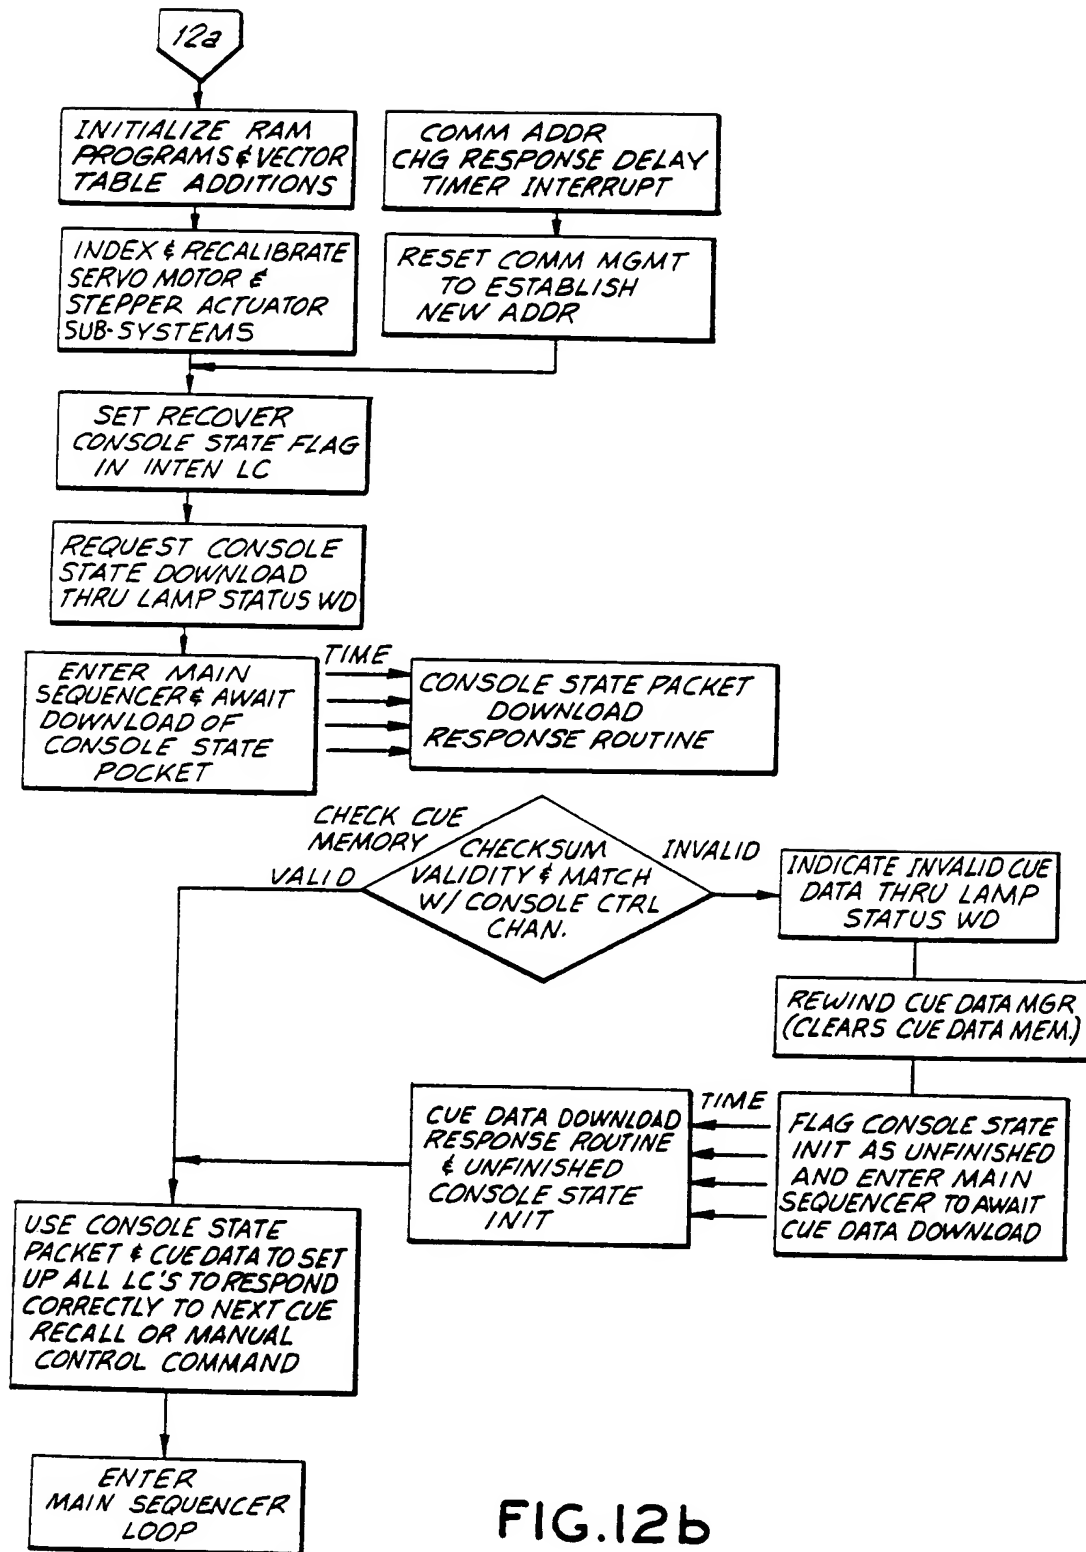 12a
INITIALIZE RAM
PROGRAMS & VECTOR
TABLE ADDITIONS
COMM ADDR
CHG RESPONSE DELAY
TIMER INTERRUPT
INDEX & RECALIBRATE
SERVO MOTOR &
STEPPER ACTUATOR
SUB-SYSTEMS
RESET COMM MGMT
TO ESTABLISH
NEW ADDR
SET RECOVER
CONSOLE STATE FLAG
IN INTEN LC
REQUEST CONSOLE
STATE DOWNLOAD
THRU LAMP STATUS WD
ENTER MAIN
SEQUENCER & AWAIT
DOWNLOAD OF
CONSOLE STATE
POCKET
TIME
CONSOLE STATE PACKET
DOWNLOAD
RESPONSE ROUTINE
CHECK CUE
MEMORY
VALID
CHECKSUM
VALIDITY & MATCH
W/ CONSOLE CTRL
CHAN.
INVALID
INDICATE INVALID CUE
DATA THRU LAMP
STATUS WD
REWIND CUE DATA MGR
(CLEARS CUE DATA MEM.)
FLAG CONSOLE STATE
INIT AS UNFINISHED
AND ENTER MAIN
SEQUENCER TO AWAIT
CUE DATA DOWNLOAD
TIME
CUE DATA DOWNLOAD
RESPONSE ROUTINE
& UNFINISHED
CONSOLE STATE
INIT
USE CONSOLE STATE
PACKET & CUE DATA TO SET
UP ALL LC'S TO RESPOND
CORRECTLY TO NEXT CUE
RECALL OR MANUAL
CONTROL COMMAND
ENTER
MAIN SEQUENCER
LOOP
FIG.12b